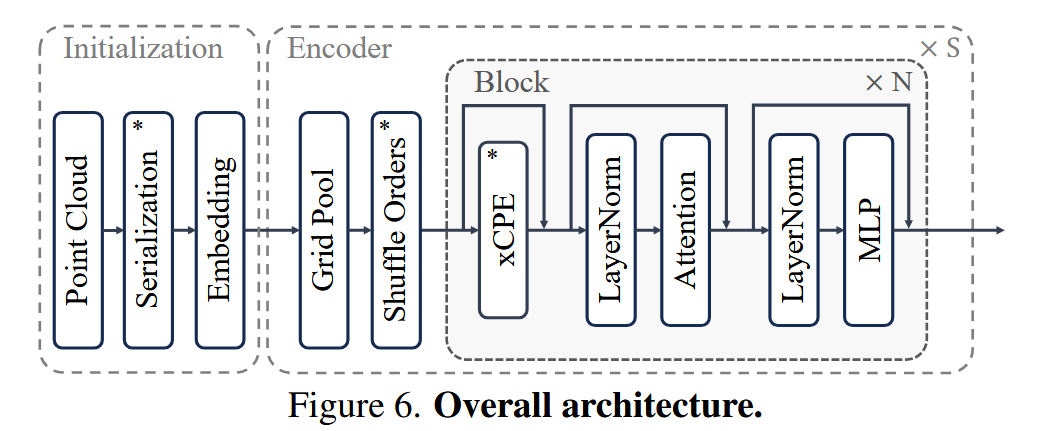 Initialization
Encoder
× S
Block
× N
Point Cloud
*
Serialization
Embedding
Grid Pool
*
Shuffle Orders
*
xCPE
LayerNorm
Attention
LayerNorm
MLP
Figure 6. Overall architecture.